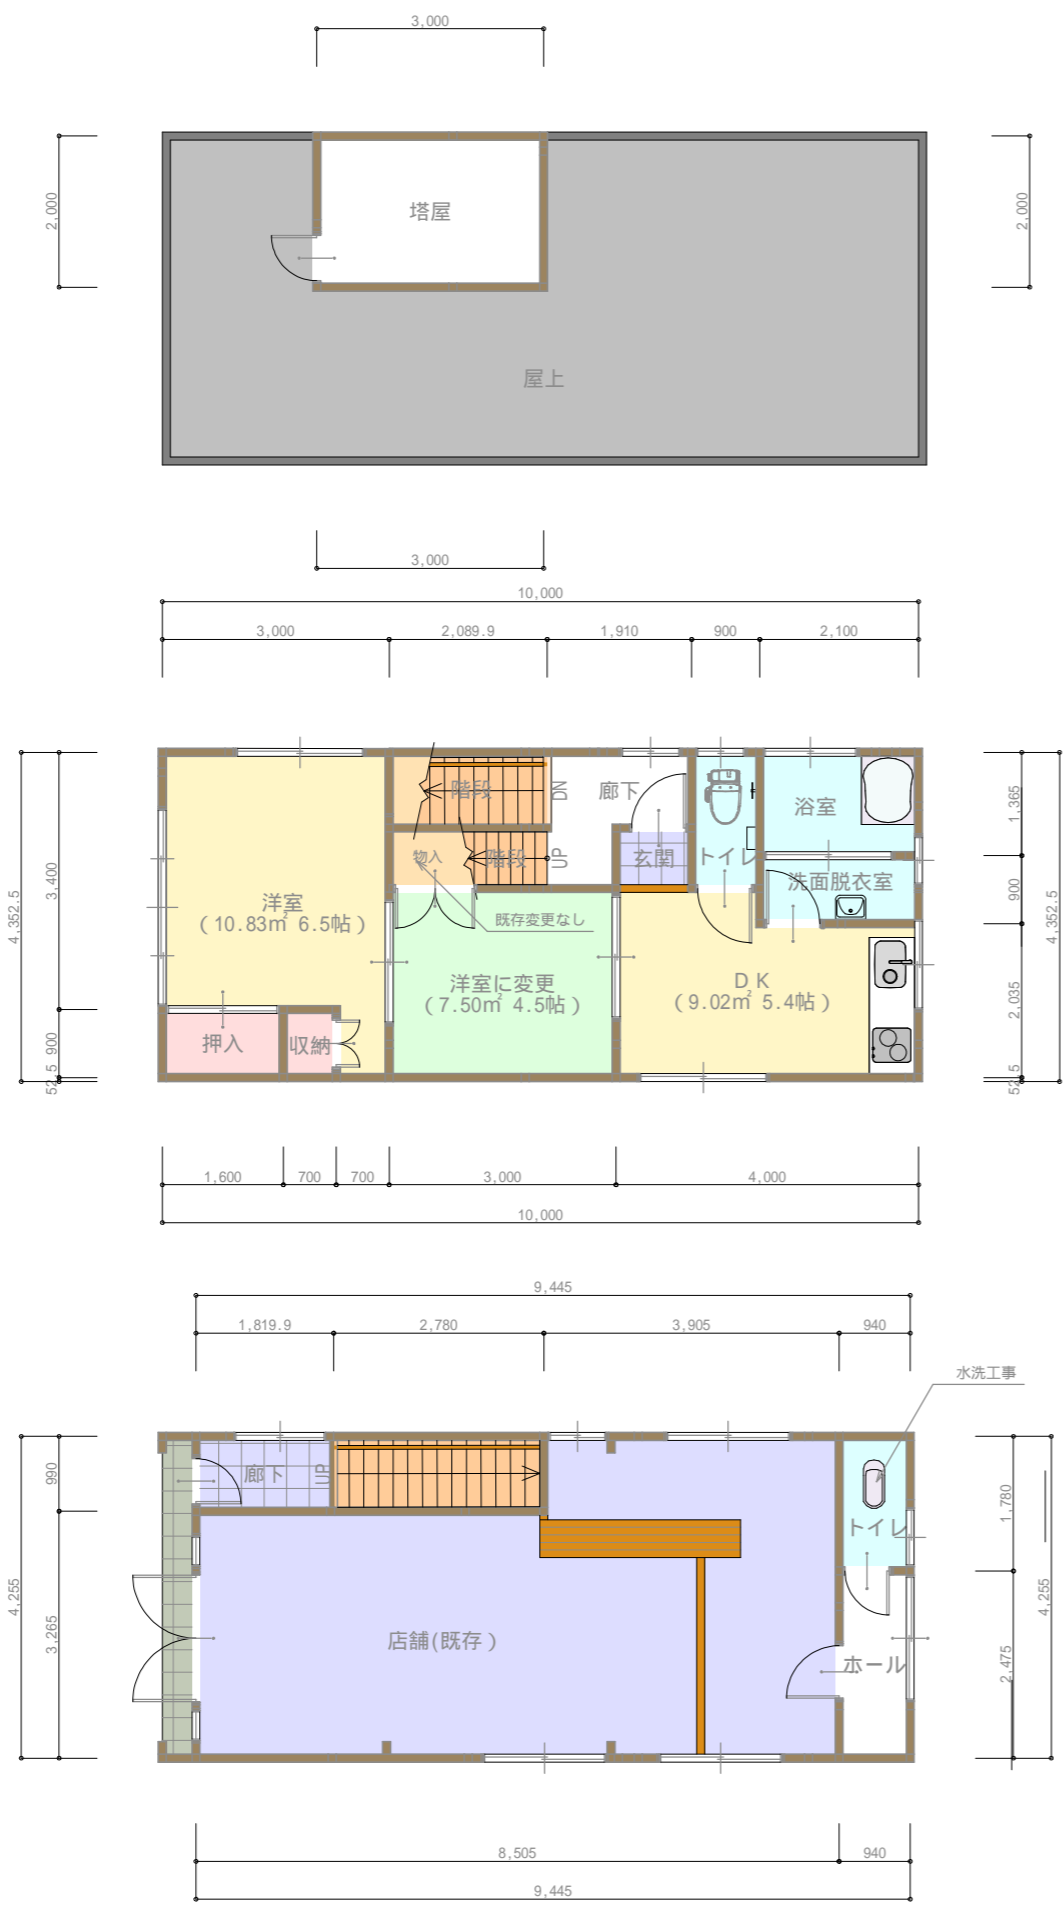 3,000
2,000
2,000
塔屋
屋上
3,000
10,000
3,000
2,089.9
1,910
900
2,100
階段
DN
廊下
浴室
1,365
物入
階段
UP
玄関
トイレ
洗面脱衣室
900
4,352.5
3,400
洋室
(10.83㎡ 6.5帖)
既存変更なし
4,352.5
洋室に変更
(7.50㎡ 4.5帖)
DK
(9.02㎡ 5.4帖)
2,035
900
押入
収納
52.5
52.5
1,600
700
700
3,000
4,000
10,000
9,445
1,819.9
2,780
3,905
940
水洗工事
990
廊下
UP
1,780
トイレ
4,255
3,265
4,255
店舗(既存)
ホール
2,475
8,505
940
9,445